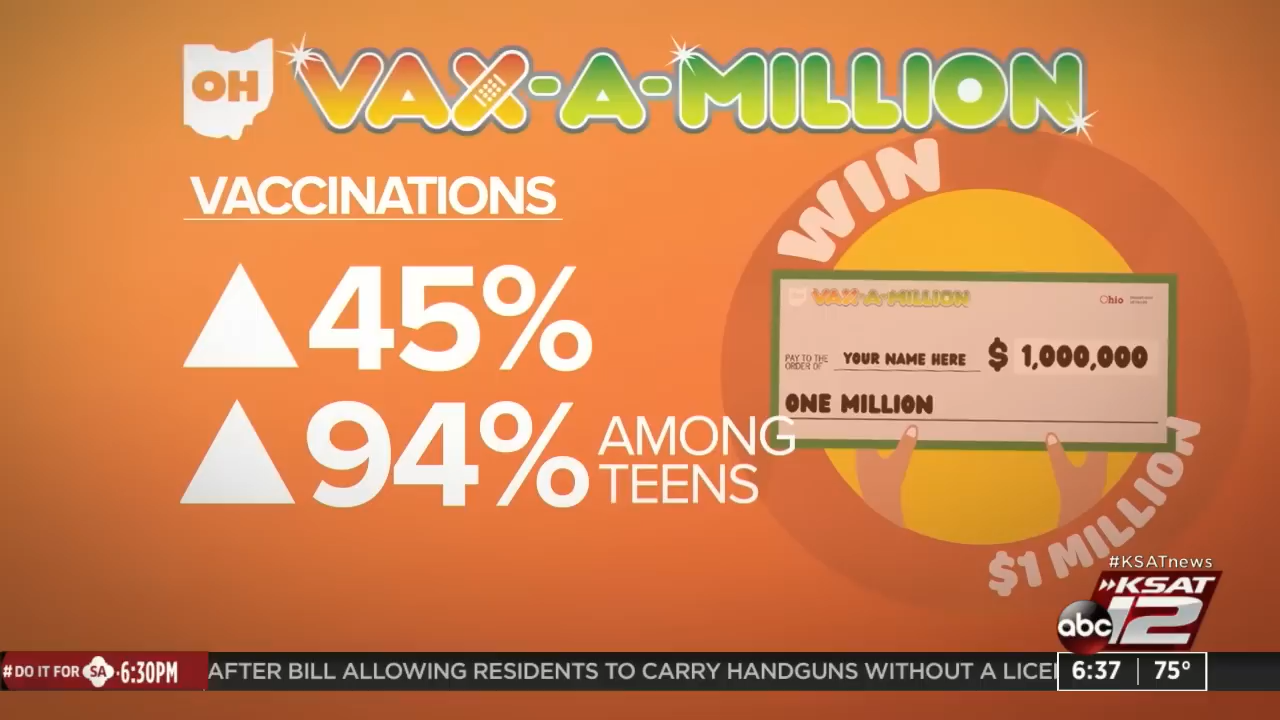 OH VAX-A-MILLION
VACCINATIONS
▲45%
▲94% AMONG
TEENS
WIN
VAX-A-MILLION
Ohio
PAY TO THE
ORDER OF
YOUR NAME HERE $ 1,000,000
ONE MILLION
$1 MILLION
#KSATnews
KSAT
abc 12
#DO IT FOR SA 6:30PM
AFTER BILL ALLOWING RESIDENTS TO CARRY HANDGUNS WITHOUT A LICE
6:37 75°